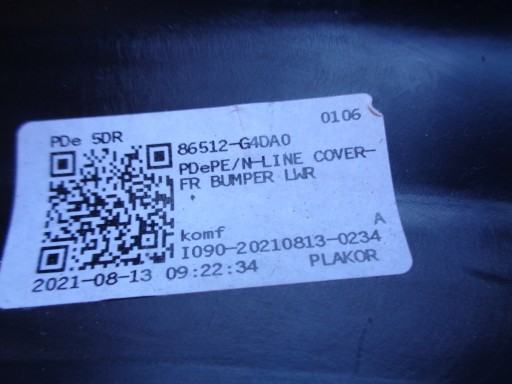 PDe 5DR
0106
86512-G4DA0
PDePE/N-LINE COVER-
FR BUMPER LWR
komf
A
I090-20210813-0234
2021-08-13 09:22:34
PLAKOR